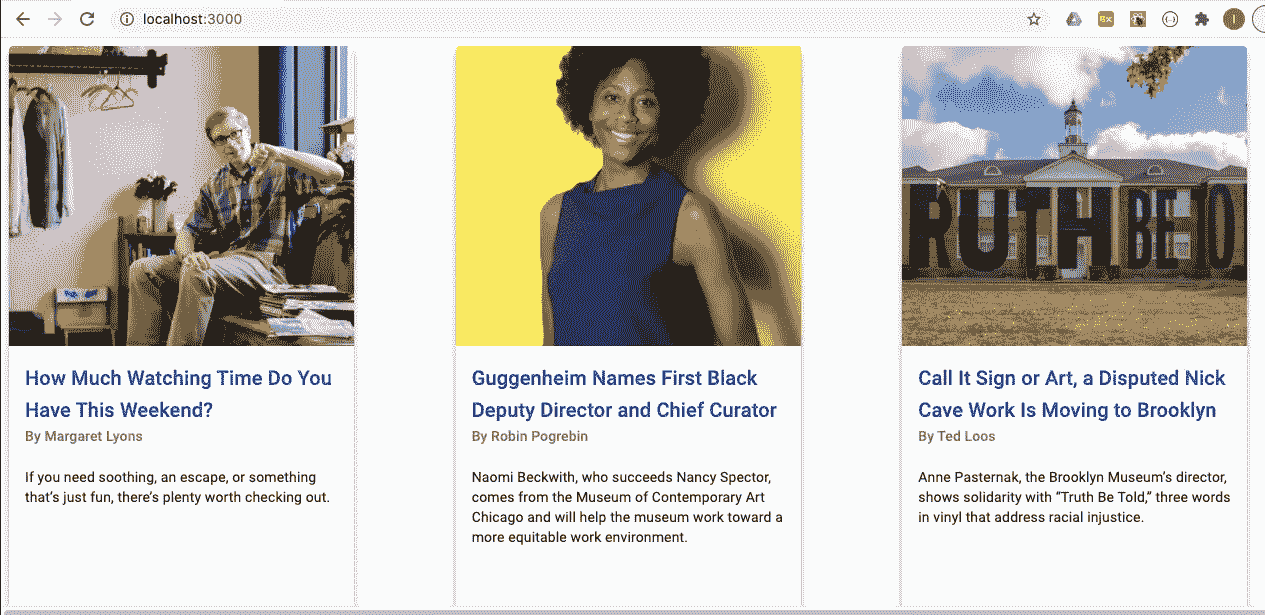 localhost:3000
RUTH BE TO
How Much Watching Time Do You
Have This Weekend?
By Margaret Lyons
If you need soothing, an escape, or something
that’s just fun, there’s plenty worth checking out.
Guggenheim Names First Black
Deputy Director and Chief Curator
By Robin Pogrebin
Naomi Beckwith, who succeeds Nancy Spector,
comes from the Museum of Contemporary Art
Chicago and will help the museum work toward a
more equitable work environment.
Call It Sign or Art, a Disputed Nick
Cave Work Is Moving to Brooklyn
By Ted Loos
Anne Pasternak, the Brooklyn Museum’s director,
shows solidarity with “Truth Be Told,” three words
in vinyl that address racial injustice.